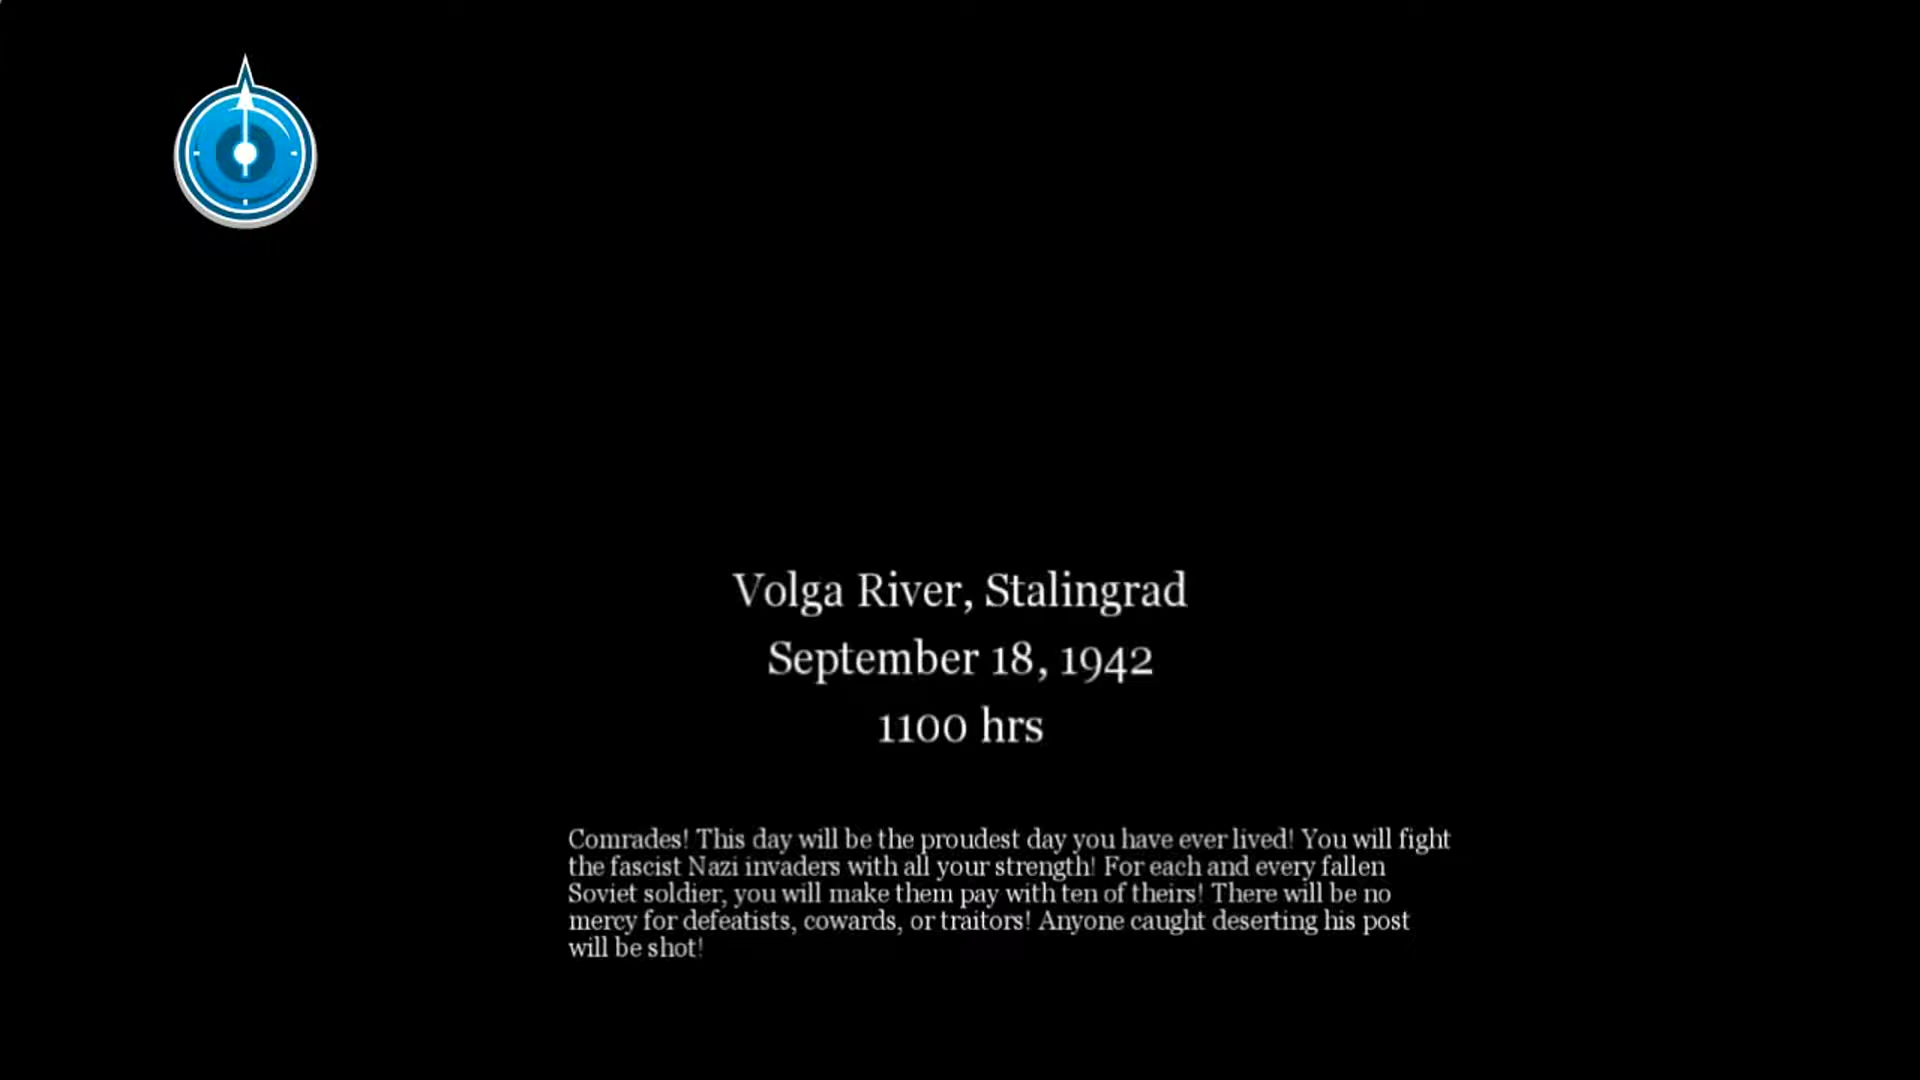 Volga River, Stalingrad
September 18, 1942
1100 hrs
Comrades! This day will be the proudest day you have ever lived! You will fight
the fascist Nazi invaders with all your strength! For each and every fallen
Soviet soldier, you will make them pay with ten of theirs! There will be no
mercy for defeatists, cowards, or traitors! Anyone caught deserting his post
will be shot!